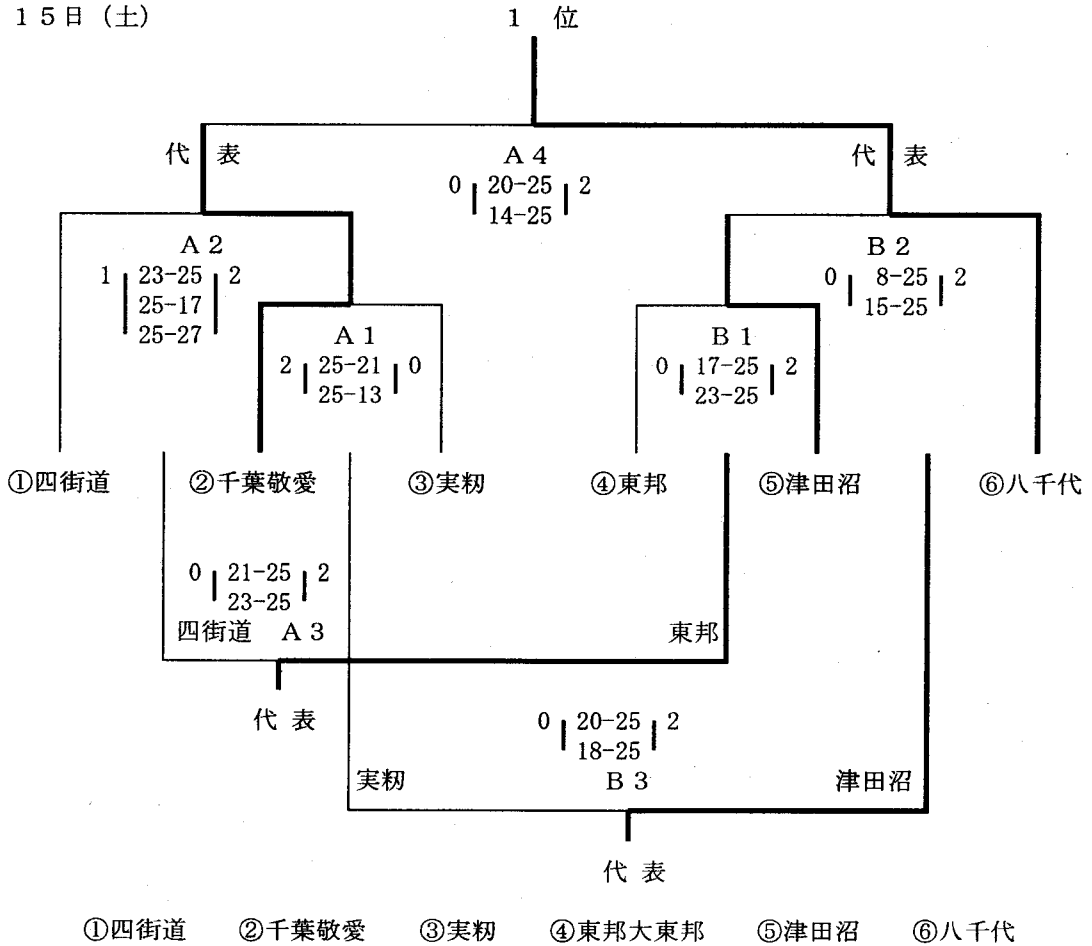 １５日（土）
１　位
代　表
代　表
Ａ４
0　20-25　2
14-25
Ａ２
1　23-25　2
25-17
25-27
Ｂ２
0　8-25　2
15-25
Ａ１
2　25-21　0
25-13
Ｂ１
0　17-25　2
23-25
①四街道　②千葉敬愛　③実籾　④東邦　⑤津田沼　⑥八千代
0　21-25　2
23-25
四街道　Ａ３　東邦
代 表
0　20-25　2
18-25
実籾　Ｂ３　津田沼
代 表
①四街道　②千葉敬愛　③実籾　④東邦大東邦　⑤津田沼　⑥八千代